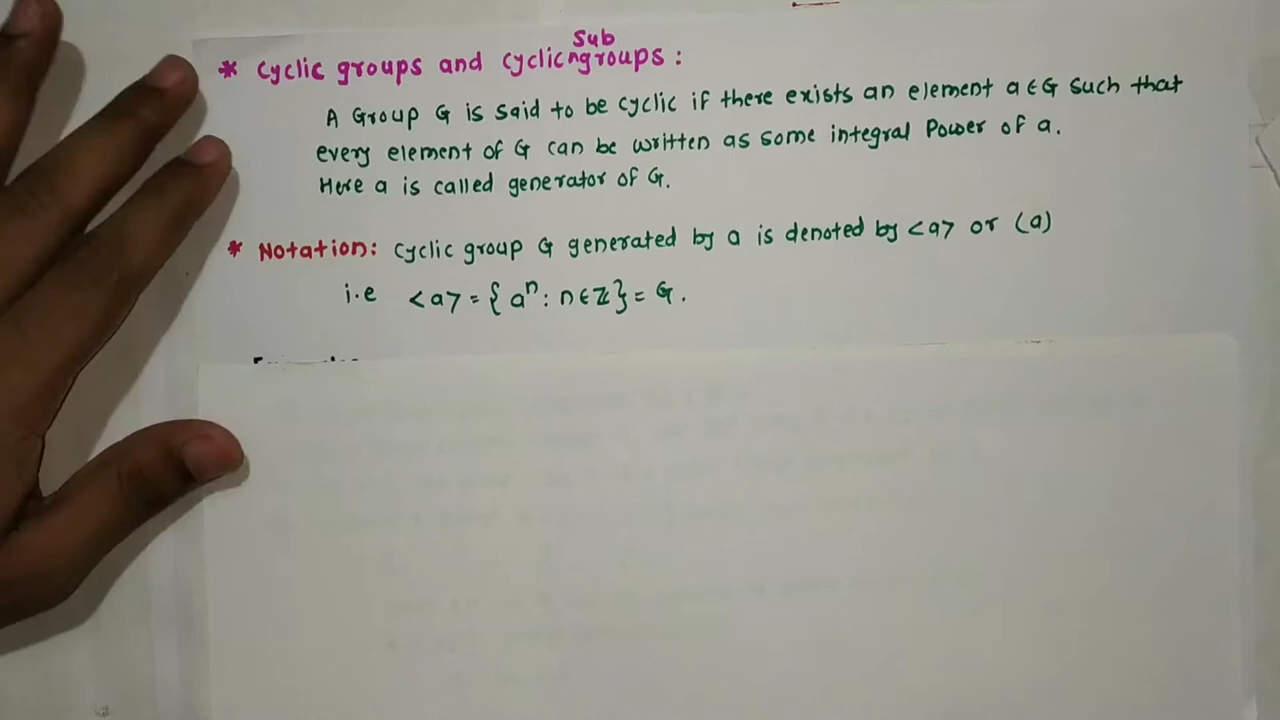 * Cyclic groups and cyclic Sub groups :
A Group G is said to be cyclic if there exists an element a ∈ G such that
every element of G can be written as some integral Power of a.
Here a is called generator of G.
* Notation: cyclic group G generated by a is denoted by <a> or (a)
i.e <a> = { aⁿ : n ∈ ℤ } = G .